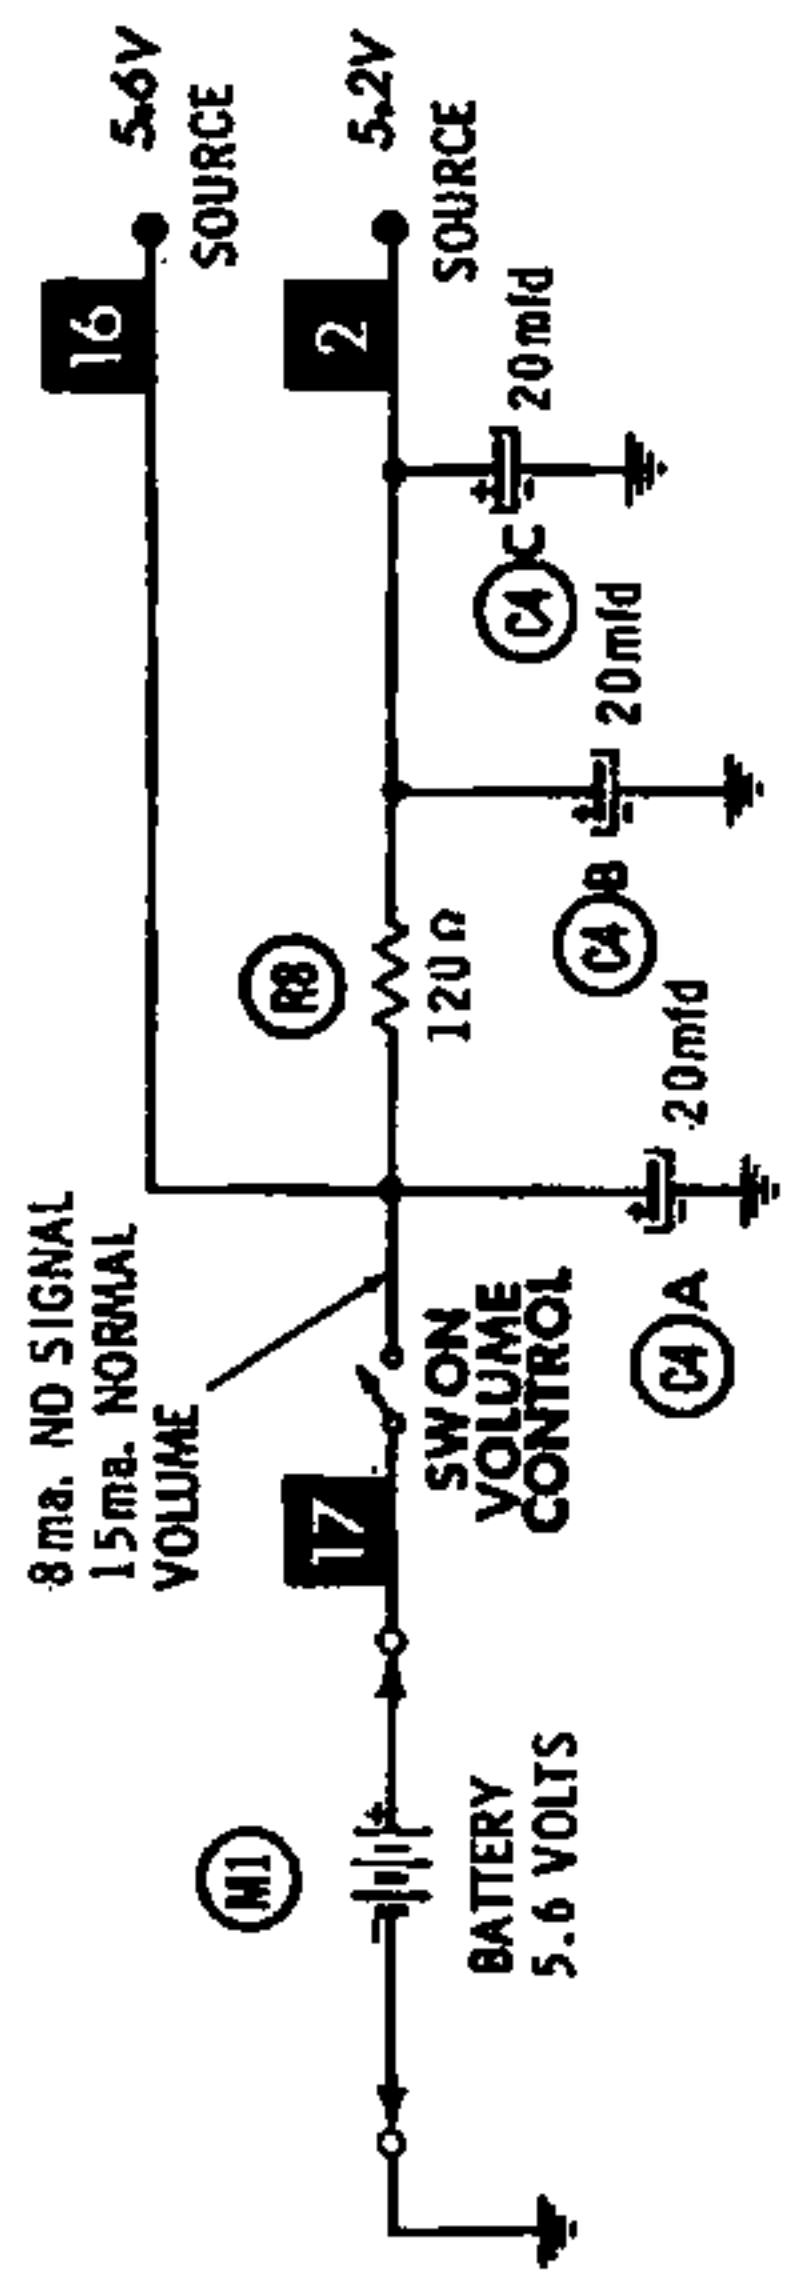 8ma. NO SIGNAL
15ma. NORMAL
VOLUME
16
5.6V
SOURCE
M1
17
R8
2
5.2V
SOURCE
BATTERY
5.6 VOLTS
SW ON
VOLUME
CONTROL
120Ω
C4 A
20mfd
C4 B
20mfd
C4 C
20mfd